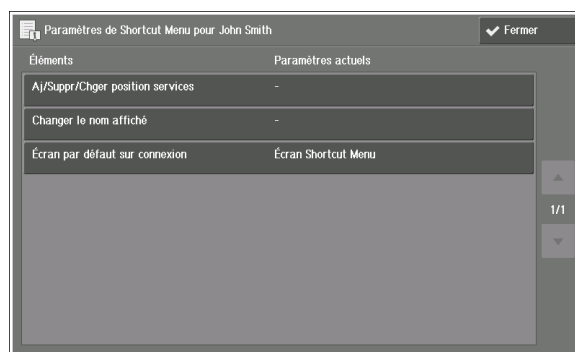 Paramètres de Shortcut Menu pour John Smith
Fermer
Éléments Paramètres actuels
Aj/Suppr/Chger position services -
Changer le nom affiché -
Écran par défaut sur connexion Écran Shortcut Menu
1/1